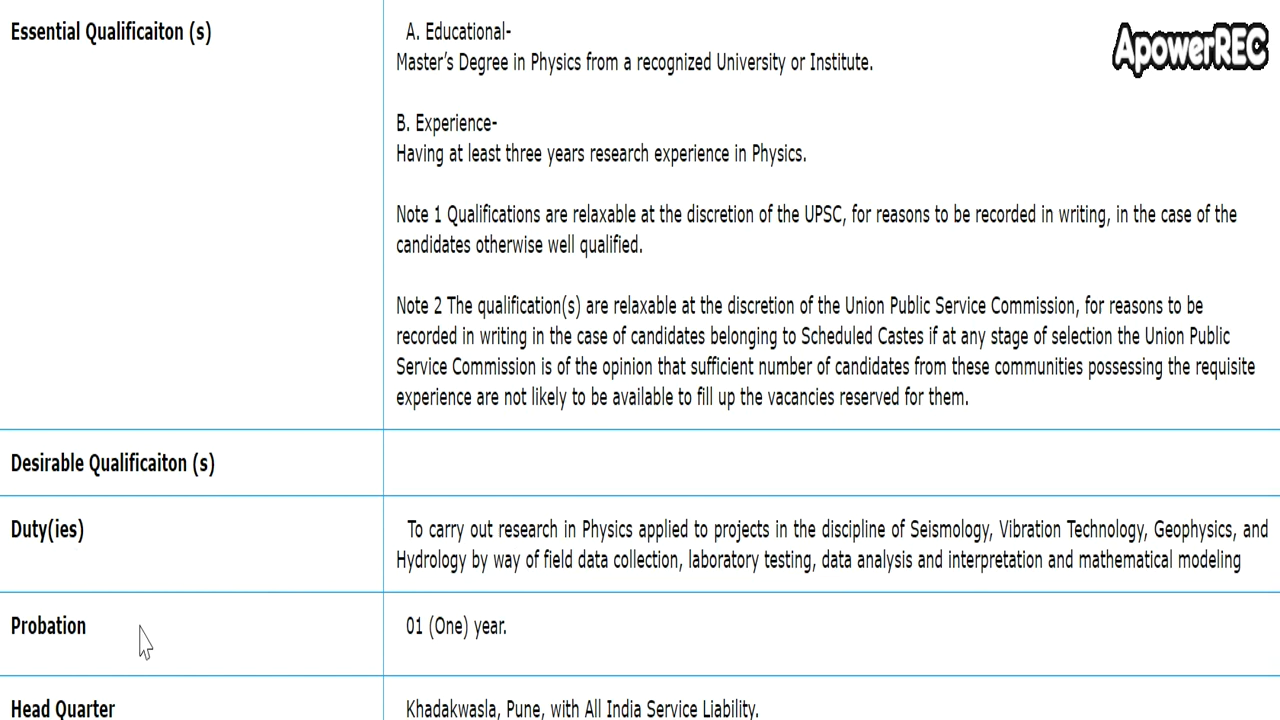 Essential Qualificaiton (s)
A. Educational-
Master's Degree in Physics from a recognized University or Institute.
B. Experience-
Having at least three years research experience in Physics.
Note 1 Qualifications are relaxable at the discretion of the UPSC, for reasons to be recorded in writing, in the case of the
candidates otherwise well qualified.
Note 2 The qualification(s) are relaxable at the discretion of the Union Public Service Commission, for reasons to be
recorded in writing in the case of candidates belonging to Scheduled Castes if at any stage of selection the Union Public
Service Commission is of the opinion that sufficient number of candidates from these communities possessing the requisite
experience are not likely to be available to fill up the vacancies reserved for them.
Desirable Qualificaiton (s)
Duty(ies)
To carry out research in Physics applied to projects in the discipline of Seismology, Vibration Technology, Geophysics, and
Hydrology by way of field data collection, laboratory testing, data analysis and interpretation and mathematical modeling
Probation
01 (One) year.
Head Quarter
Khadakwasla, Pune, with All India Service Liability.
ApowerREC